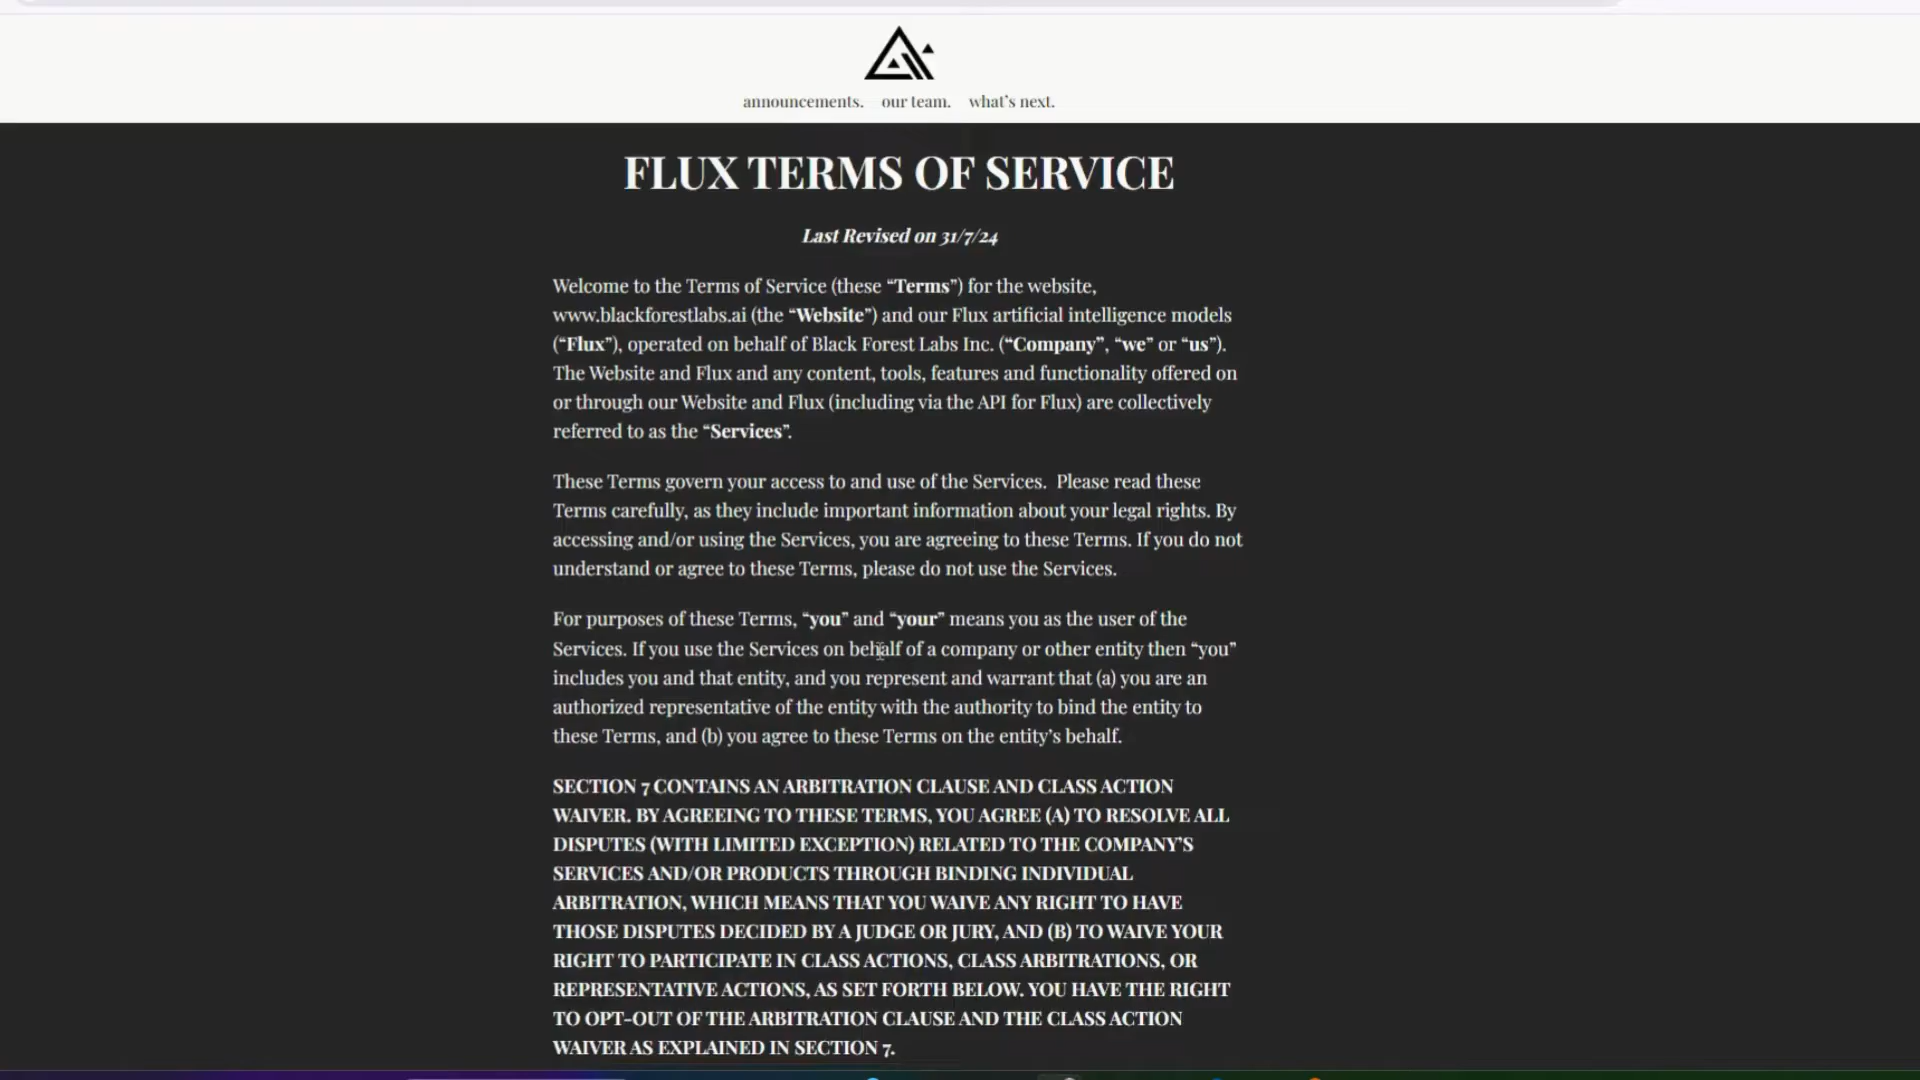 announcements. our team. what's next.
FLUX TERMS OF SERVICE
Last Revised on 31/7/24
Welcome to the Terms of Service (these “Terms”) for the website,
www.blackforestlabs.ai (the “Website”) and our Flux artificial intelligence models
(“Flux”), operated on behalf of Black Forest Labs Inc. (“Company”, “we” or “us”).
The Website and Flux and any content, tools, features and functionality offered on
or through our Website and Flux (including via the API for Flux) are collectively
referred to as the “Services”.
These Terms govern your access to and use of the Services.  Please read these
Terms carefully, as they include important information about your legal rights. By
accessing and/or using the Services, you are agreeing to these Terms. If you do not
understand or agree to these Terms, please do not use the Services.
For purposes of these Terms, “you” and “your” means you as the user of the
Services. If you use the Services on behalf of a company or other entity then “you”
includes you and that entity, and you represent and warrant that (a) you are an
authorized representative of the entity with the authority to bind the entity to
these Terms, and (b) you agree to these Terms on the entity’s behalf.
SECTION 7 CONTAINS AN ARBITRATION CLAUSE AND CLASS ACTION
WAIVER. BY AGREEING TO THESE TERMS, YOU AGREE (A) TO RESOLVE ALL
DISPUTES (WITH LIMITED EXCEPTION) RELATED TO THE COMPANY’S
SERVICES AND/OR PRODUCTS THROUGH BINDING INDIVIDUAL
ARBITRATION, WHICH MEANS THAT YOU WAIVE ANY RIGHT TO HAVE
THOSE DISPUTES DECIDED BY A JUDGE OR JURY, AND (B) TO WAIVE YOUR
RIGHT TO PARTICIPATE IN CLASS ACTIONS, CLASS ARBITRATIONS, OR
REPRESENTATIVE ACTIONS, AS SET FORTH BELOW. YOU HAVE THE RIGHT
TO OPT-OUT OF THE ARBITRATION CLAUSE AND THE CLASS ACTION
WAIVER AS EXPLAINED IN SECTION 7.